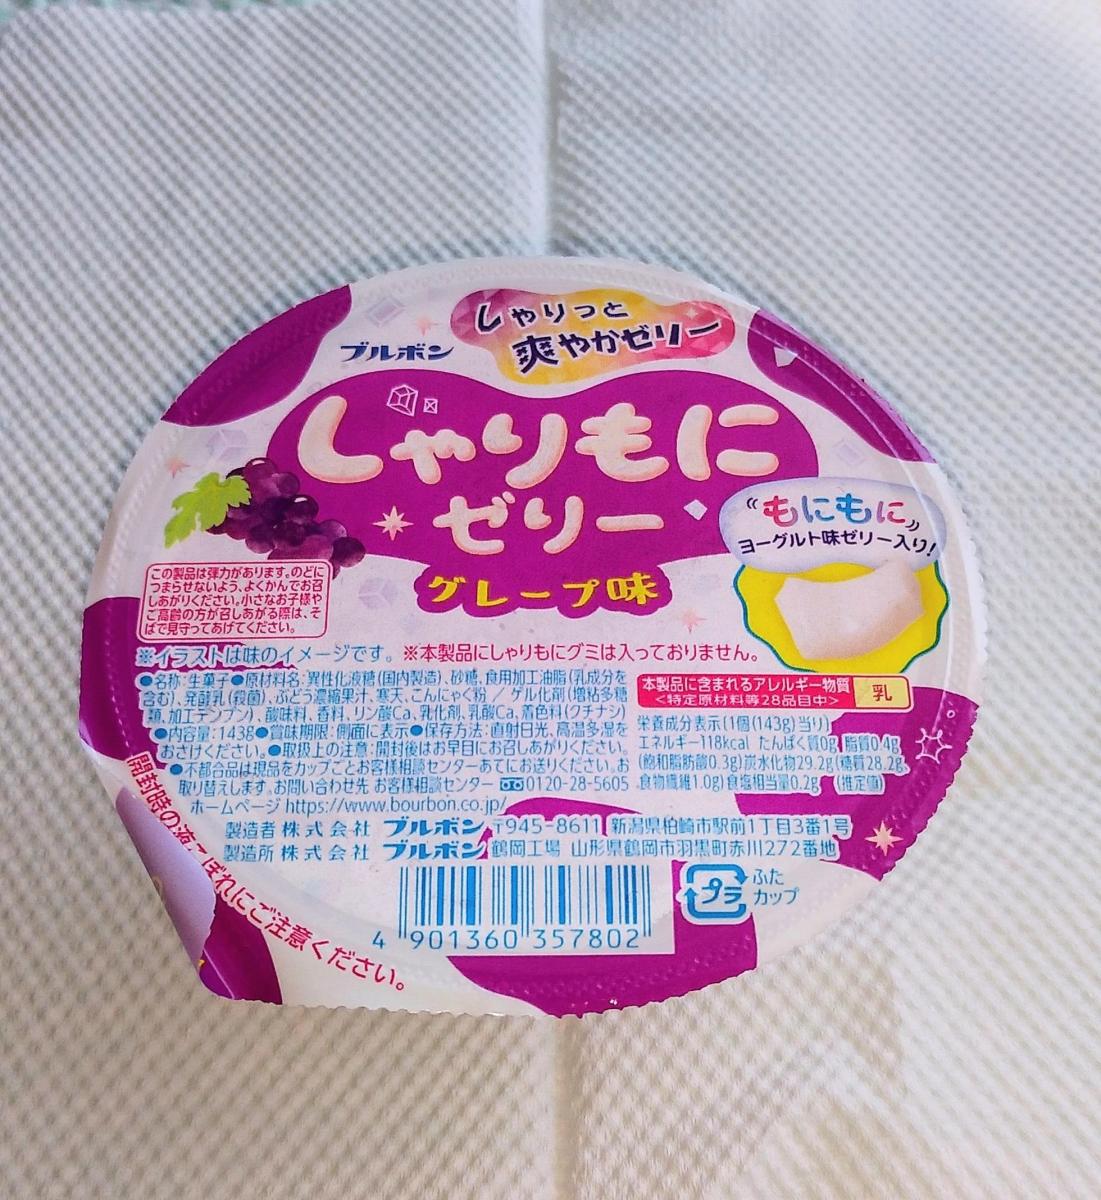 しゃりっと
爽やかゼリー
ブルボン
しゃりもに
ゼリー
グレープ味
“もにもに„
ヨーグルト味ゼリー入り!
この製品は弾力があります。のどに
つまらせないよう、よくかんでお召
しあがりください。小さなお子様や
ご高齢の方が召しあがる際は、そ
ばで見守ってあげてください。
※イラストは味のイメージです。 ※本製品にしゃりもにグミは入っておりません。
●名称:生菓子●原材料名:異性化液糖(国内製造)、砂糖、食用加工油脂(乳成分を
含む)、発酵乳(殺菌)、ぶどう濃縮果汁、寒天、こんにゃく粉/ゲル化剤(増粘多糖
類、加工デンプン)、酸味料、香料、リン酸Ca、乳化剤、乳酸Ca、着色料(クチナシ)
●内容量:143g●賞味期限:側面に表示●保存方法:直射日光、高温多湿を
おさけください。●取扱上の注意:開封後はお早目にお召しあがりください。
●不都合品は現品をカップごとお客様相談センターあてにお送りください。お
取り替えします。お問い合わせ先 お客様相談センター 0120-28-5605
ホームページ https://www.bourbon.co.jp/
本製品に含まれるアレルギー物質
<特定原材料等28品目中>
乳
栄養成分表示(1個(143g)当り)
エネルギー118kcal たんぱく質0g 脂質0.4g
(飽和脂肪酸0.3g)炭水化物29.2g(糖質28.2g、
食物繊維1.0g)食塩相当量0.2g (推定値)
製造者 株式会社 ブルボン 〒945-8611 新潟県柏崎市駅前1丁目3番1号
製造所 株式会社 ブルボン 鶴岡工場 山形県鶴岡市羽黒町赤川272番地
プラ
ふた
カップ
4 901360 357802
開封時の液こぼれにご注意ください。